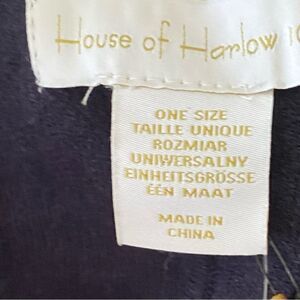 House of Harlow
ONE SIZE
TAILLE UNIQUE
ROZMIAR
UNIWERSALNY
EINHEITSGRÖSSE
ÉÉN MAAT
MADE IN
CHINA